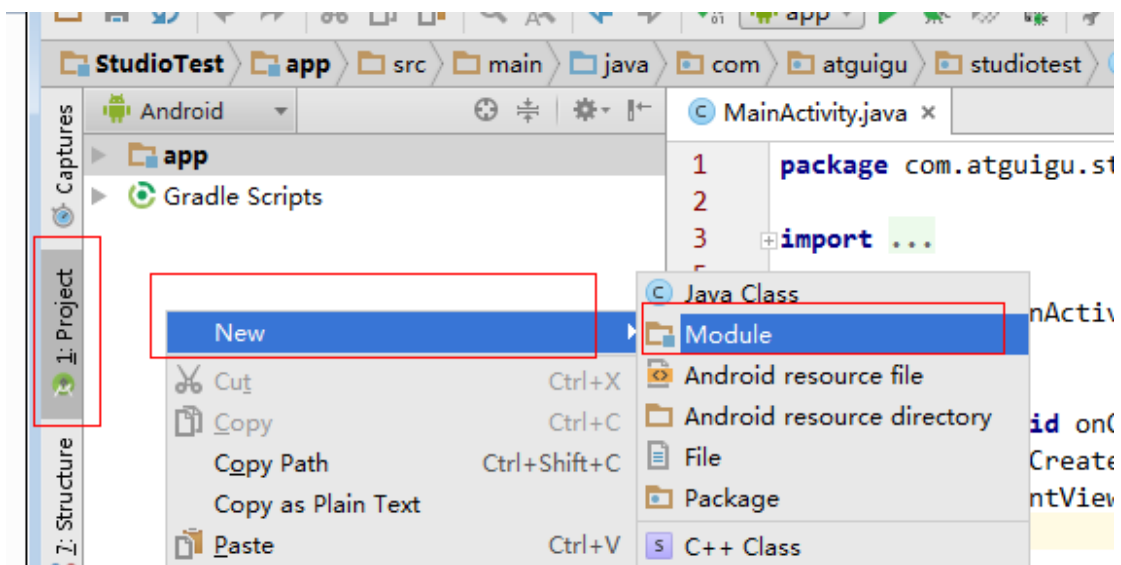 app
StudioTest app src main java com atguigu studiotest
Captures
Android
MainActivity.java ×
app
Gradle Scripts
1 package com.atguigu.st
2
3 import ...
1: Project
Java Class
New
Module
nActiv
Cut Ctrl+X
Android resource file
Copy Ctrl+C
Android resource directory
id onC
7: Structure
Copy Path Ctrl+Shift+C
File
Create
Copy as Plain Text
Package
ntView
Paste Ctrl+V
C++ Class